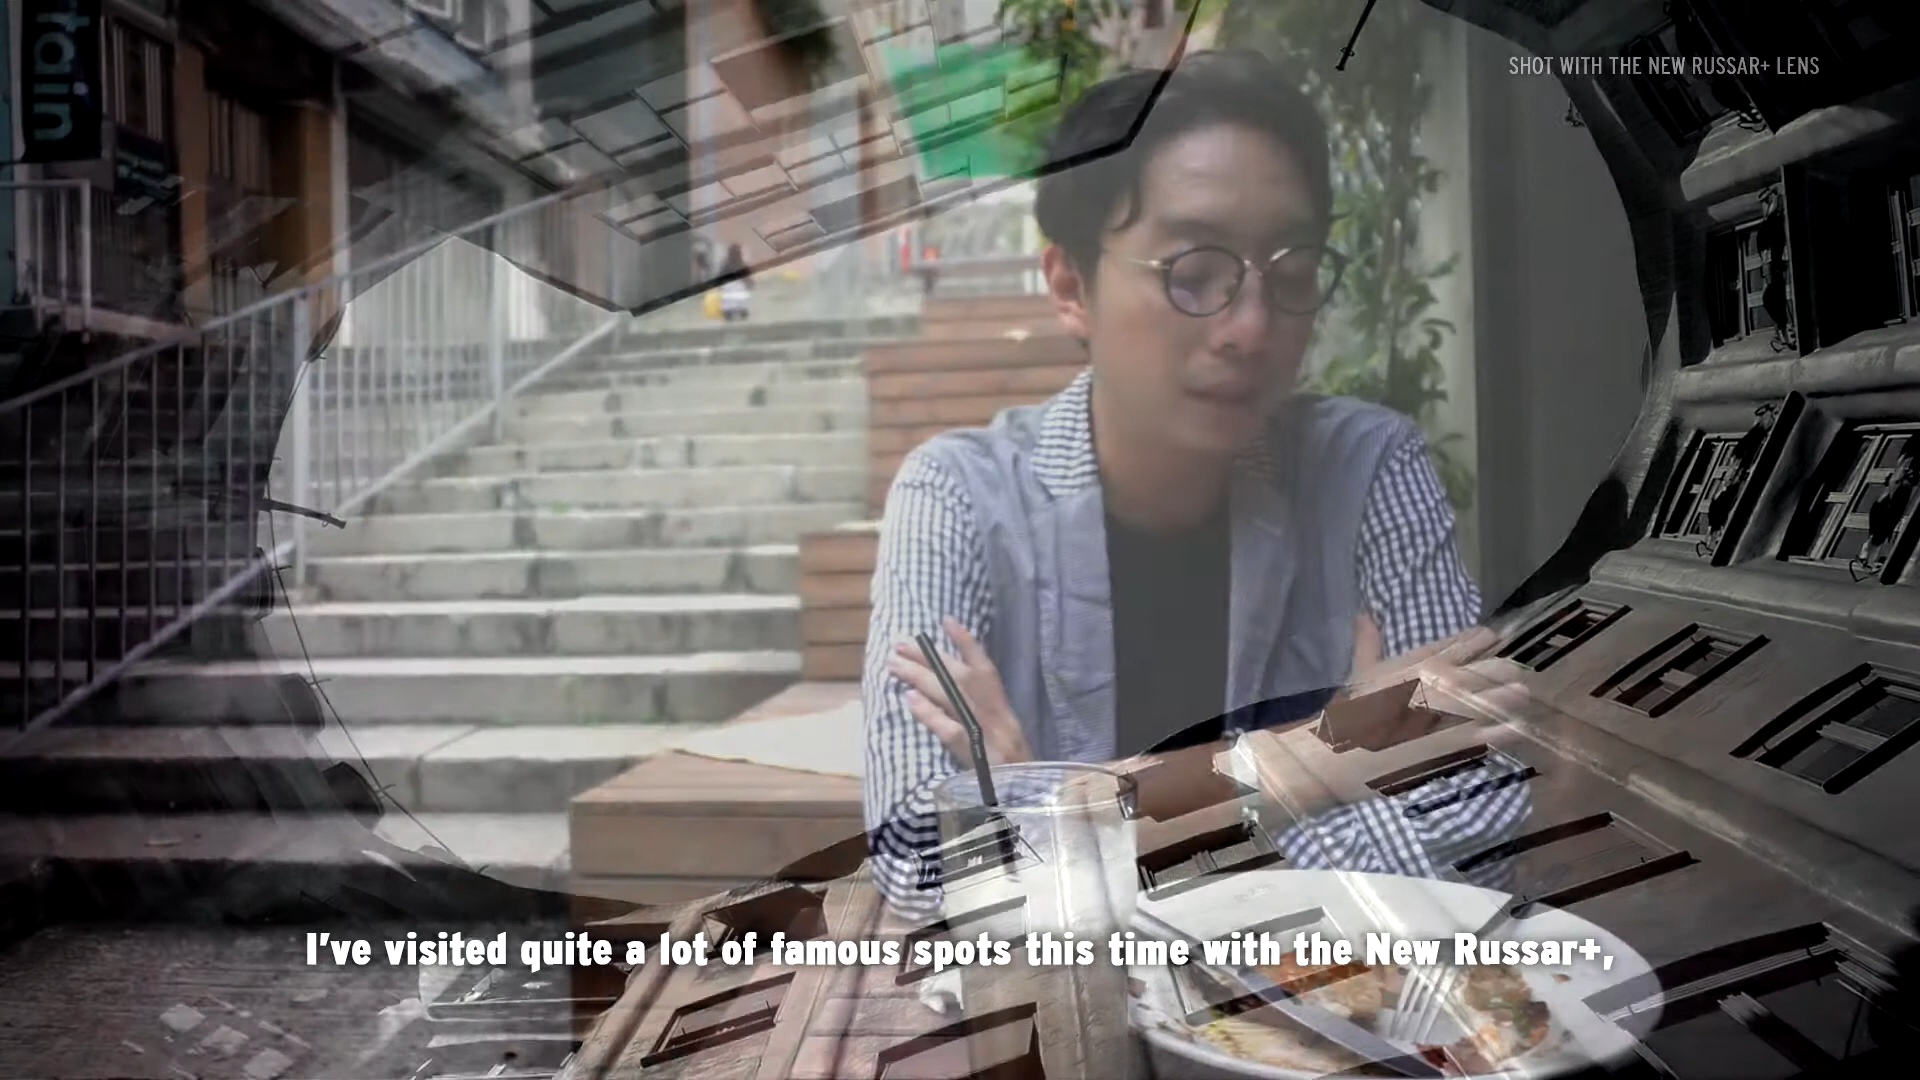 tain
SHOT WITH THE NEW RUSSAR+ LENS
I've visited quite a lot of famous spots this time with the New Russar+,